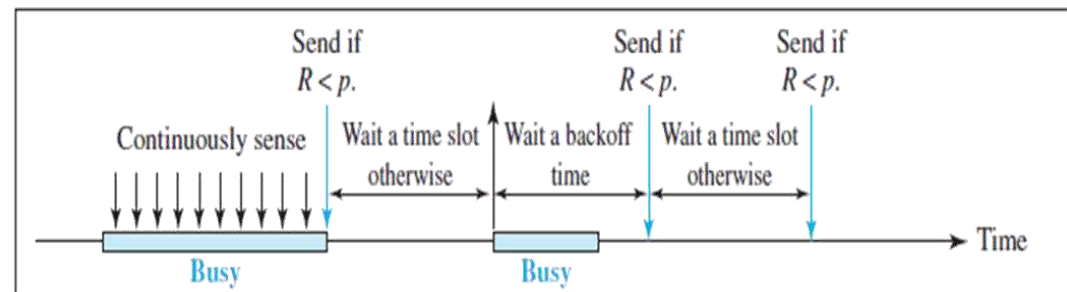 Send if
R < p.
Send if
R < p.
Send if
R < p.
Continuously sense
Wait a time slot
otherwise
Wait a backoff
time
Wait a time slot
otherwise
Time
Busy
Busy